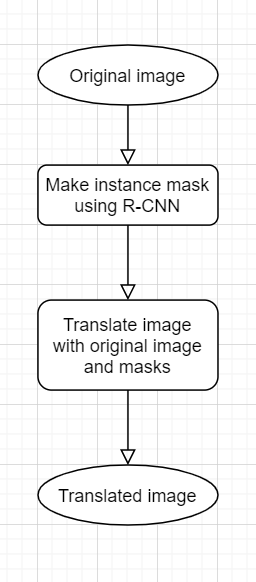 Original image
Make instance mask
using R-CNN
Translate image
with original image
and masks
Translated image